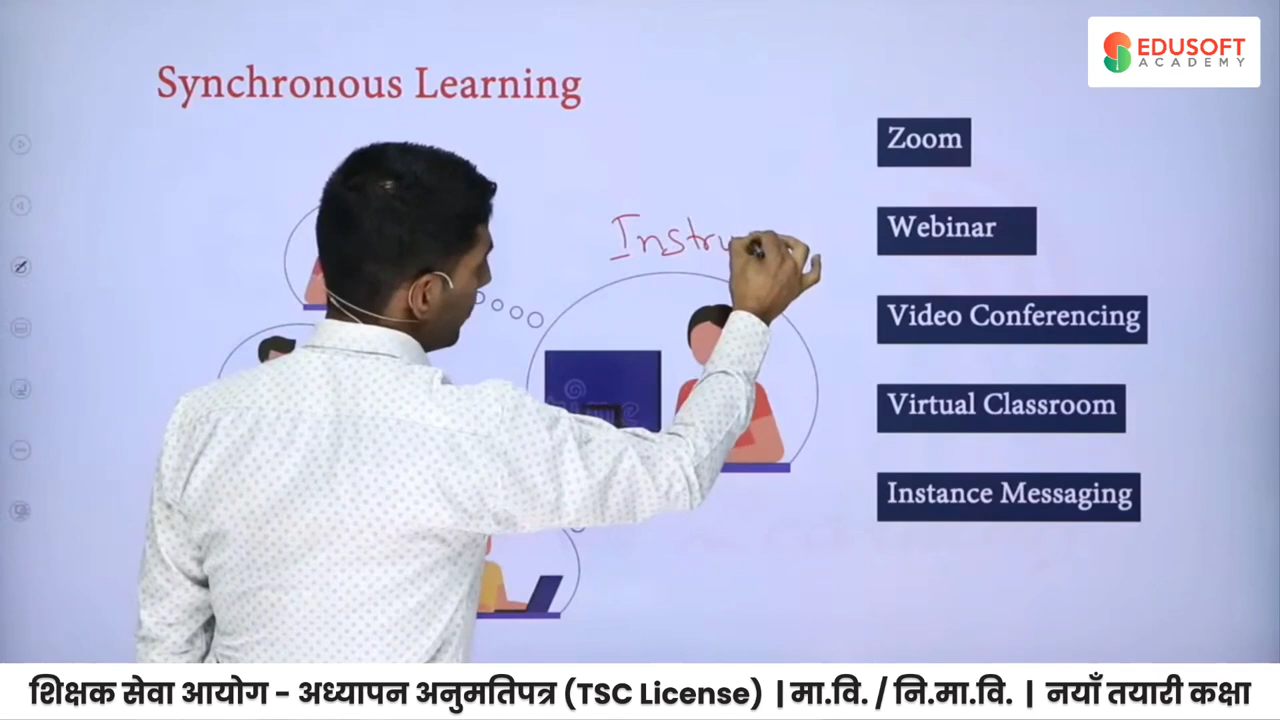 EDUSOFT
ACADEMY
Synchronous Learning
Zoom
Webinar
Video Conferencing
Virtual Classroom
Instance Messaging
शिक्षक सेवा आयोग - अध्यापन अनुमतिपत्र (TSC License) | मा.वि. / नि.मा.वि. | नयाँ तयारी कक्षा